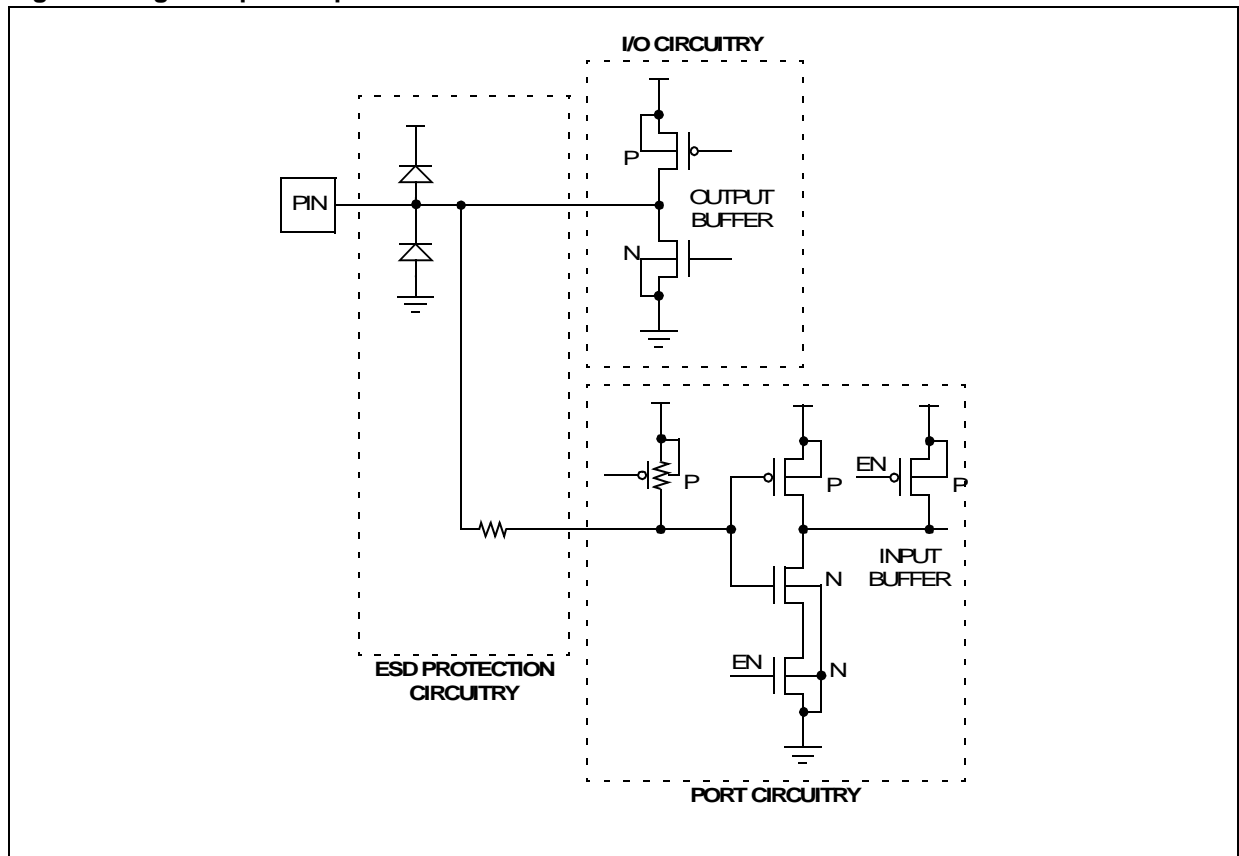 I/O CIRCUITRY
P
PIN
OUTPUT
BUFFER
N
EN
P
P
P
INPUT
BUFFER
N
EN
N
ESD PROTECTION
CIRCUITRY
PORT CIRCUITRY